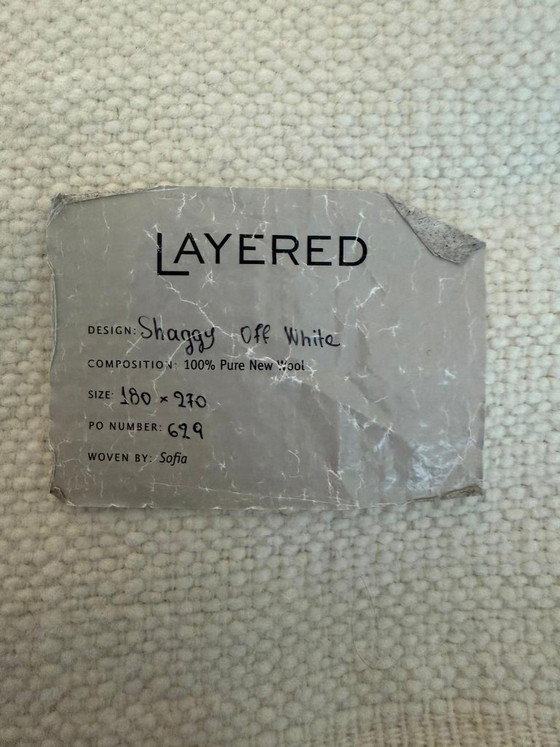 LAYERED
DESIGN: Shaggy Off White
COMPOSITION: 100% Pure New Wool
SIZE: 180 × 270
PO NUMBER: 629
WOVEN BY: Sofia